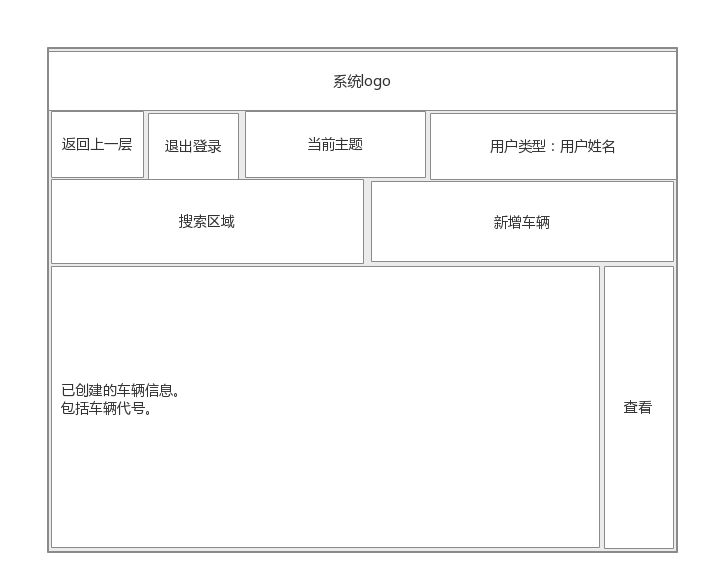 系统logo
返回上一层
退出登录
当前主题
用户类型：用户姓名
搜索区域
新增车辆
已创建的车辆信息。
包括车辆代号。
查看